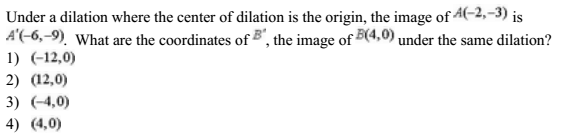 Under a dilation where the center of dilation is the origin, the image of A(−2,−3) is
A'(−6,−9). What are the coordinates of B', the image of B(4,0) under the same dilation?
1) (−12,0)
2) (12,0)
3) (−4,0)
4) (4,0)